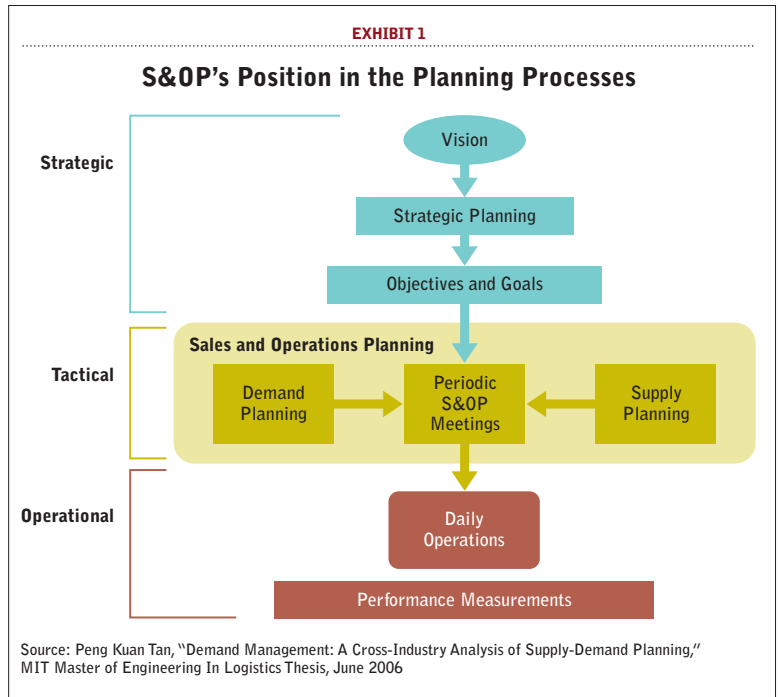 EXHIBIT 1
S&OP's Position in the Planning Processes
Strategic
Vision
Strategic Planning
Objectives and Goals
Tactical
Sales and Operations Planning
Demand
Planning
Periodic
S&OP
Meetings
Supply
Planning
Operational
Daily
Operations
Performance Measurements
Source: Peng Kuan Tan, "Demand Management: A Cross-Industry Analysis of Supply-Demand Planning,"
MIT Master of Engineering In Logistics Thesis, June 2006